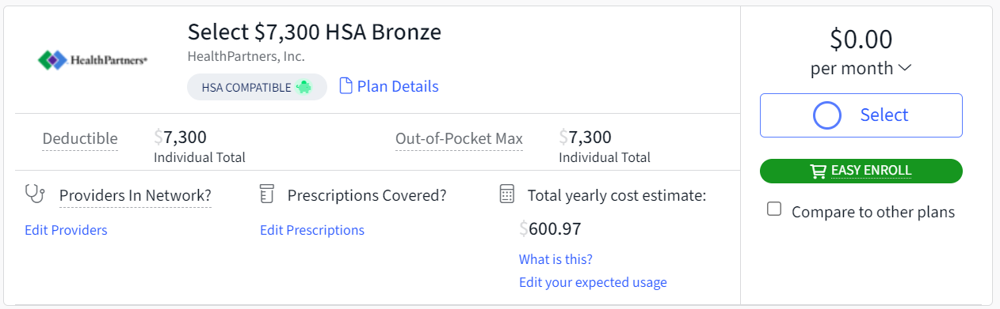 HealthPartners®
Select $7,300 HSA Bronze
HealthPartners, Inc.
HSA COMPATIBLE
Plan Details
Deductible
$7,300
Individual Total
Out-of-Pocket Max
$7,300
Individual Total
Providers In Network?
Edit Providers
Prescriptions Covered?
Edit Prescriptions
Total yearly cost estimate:
$600.97
What is this?
Edit your expected usage
$0.00
per month
Select
EASY ENROLL
Compare to other plans